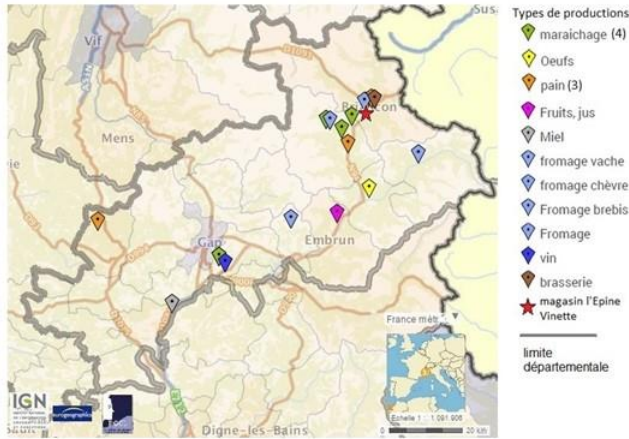 Types de productions
maraichage (4)
Oeufs
pain (3)
Fruits, jus
Miel
fromage vache
fromage chèvre
Fromage brebis
Fromage
vin
brasserie
magasin l'Epine
Vinette
limite
départementale
Vif
Mens
Gap
Embrun
Digne-les-Bains
France mét
Echelle 1 : 1 091 906
0 20 km
IGN